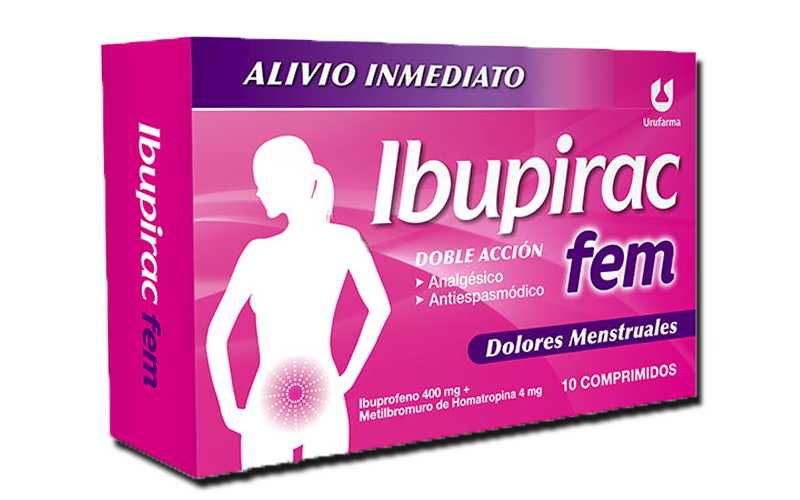 ALIVIO INMEDIATO
Urufarma
Ibupirac
fem
DOBLE ACCIÓN
➤ Analgésico
➤ Antiespasmódico
Dolores Menstruales
Ibuprofeno 400 mg +
Metilbromuro de Homatropina 4 mg
10 COMPRIMIDOS
Ibupirac fem